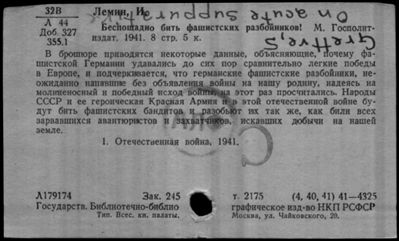 32В
Л 44
Доб. 327
355.1
Лемин, И.
on acute suppurative
Беспощадно бить фашистских разбойников! М. Госполит-
издат. 1941. 8 стр. 5 к.
В брошюре приводятся некоторые данные, объясняющие, почему фа-
шистской Германии удавались до сих пор сравнительно легкие победы
в Европе, и подчеркивается, что германские фашистские разбойники, не-
ожиданно напавшие без объявления войны на нашу родину, надеясь на
молниеносный и победный исход войны, на этот раз просчитались. Народы
СССР и ее героическая Красная Армия и в этой отечественной войне бу-
дут бить фашистских бандитов и разобьют их так же, как били всех
зарвавшихся авантюристов и захватчиков, искавших добычи на нашей
земле.
I. Отечественная война, 1941.
Л179174 Зак. 245 т. 2175 (4, 40, 41) 41—4325
Государств. Библиотечно-библио графическое изд-во НКП РСФСР
Тип. Всес. кн. палаты. Москва, ул. Чайковского, 20.